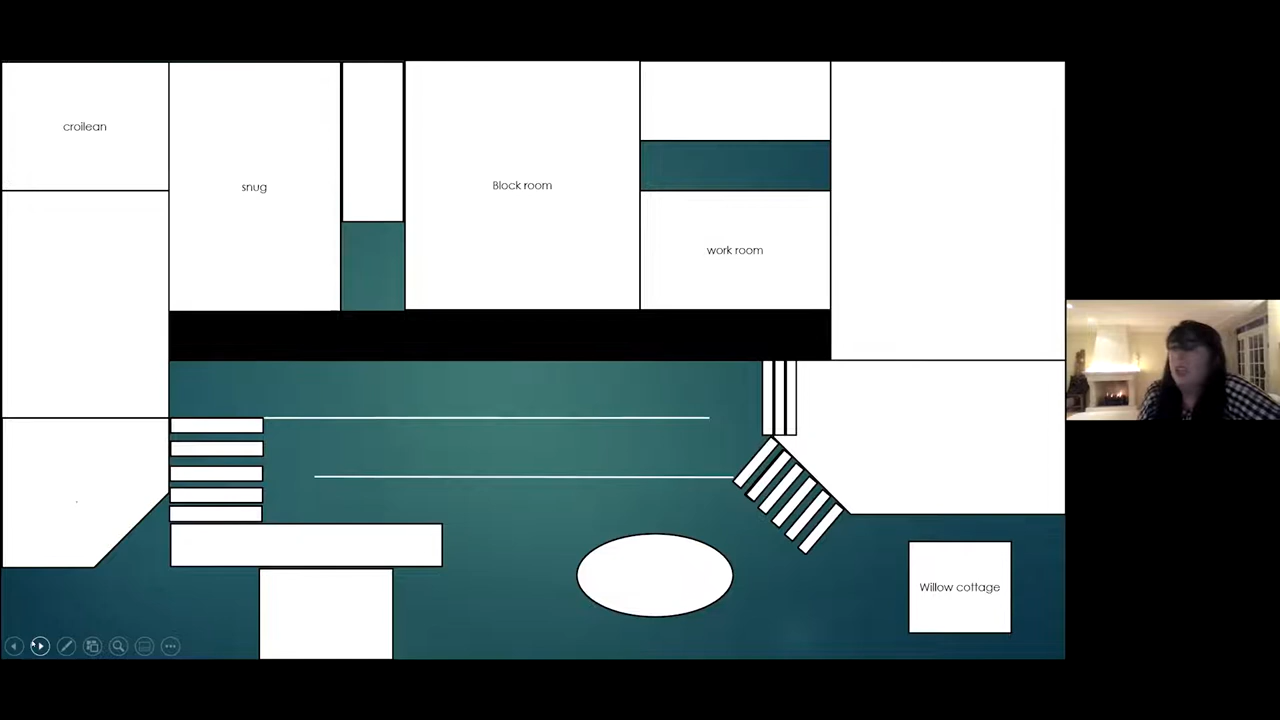 croilean
snug
Block room
work room
Willow cottage